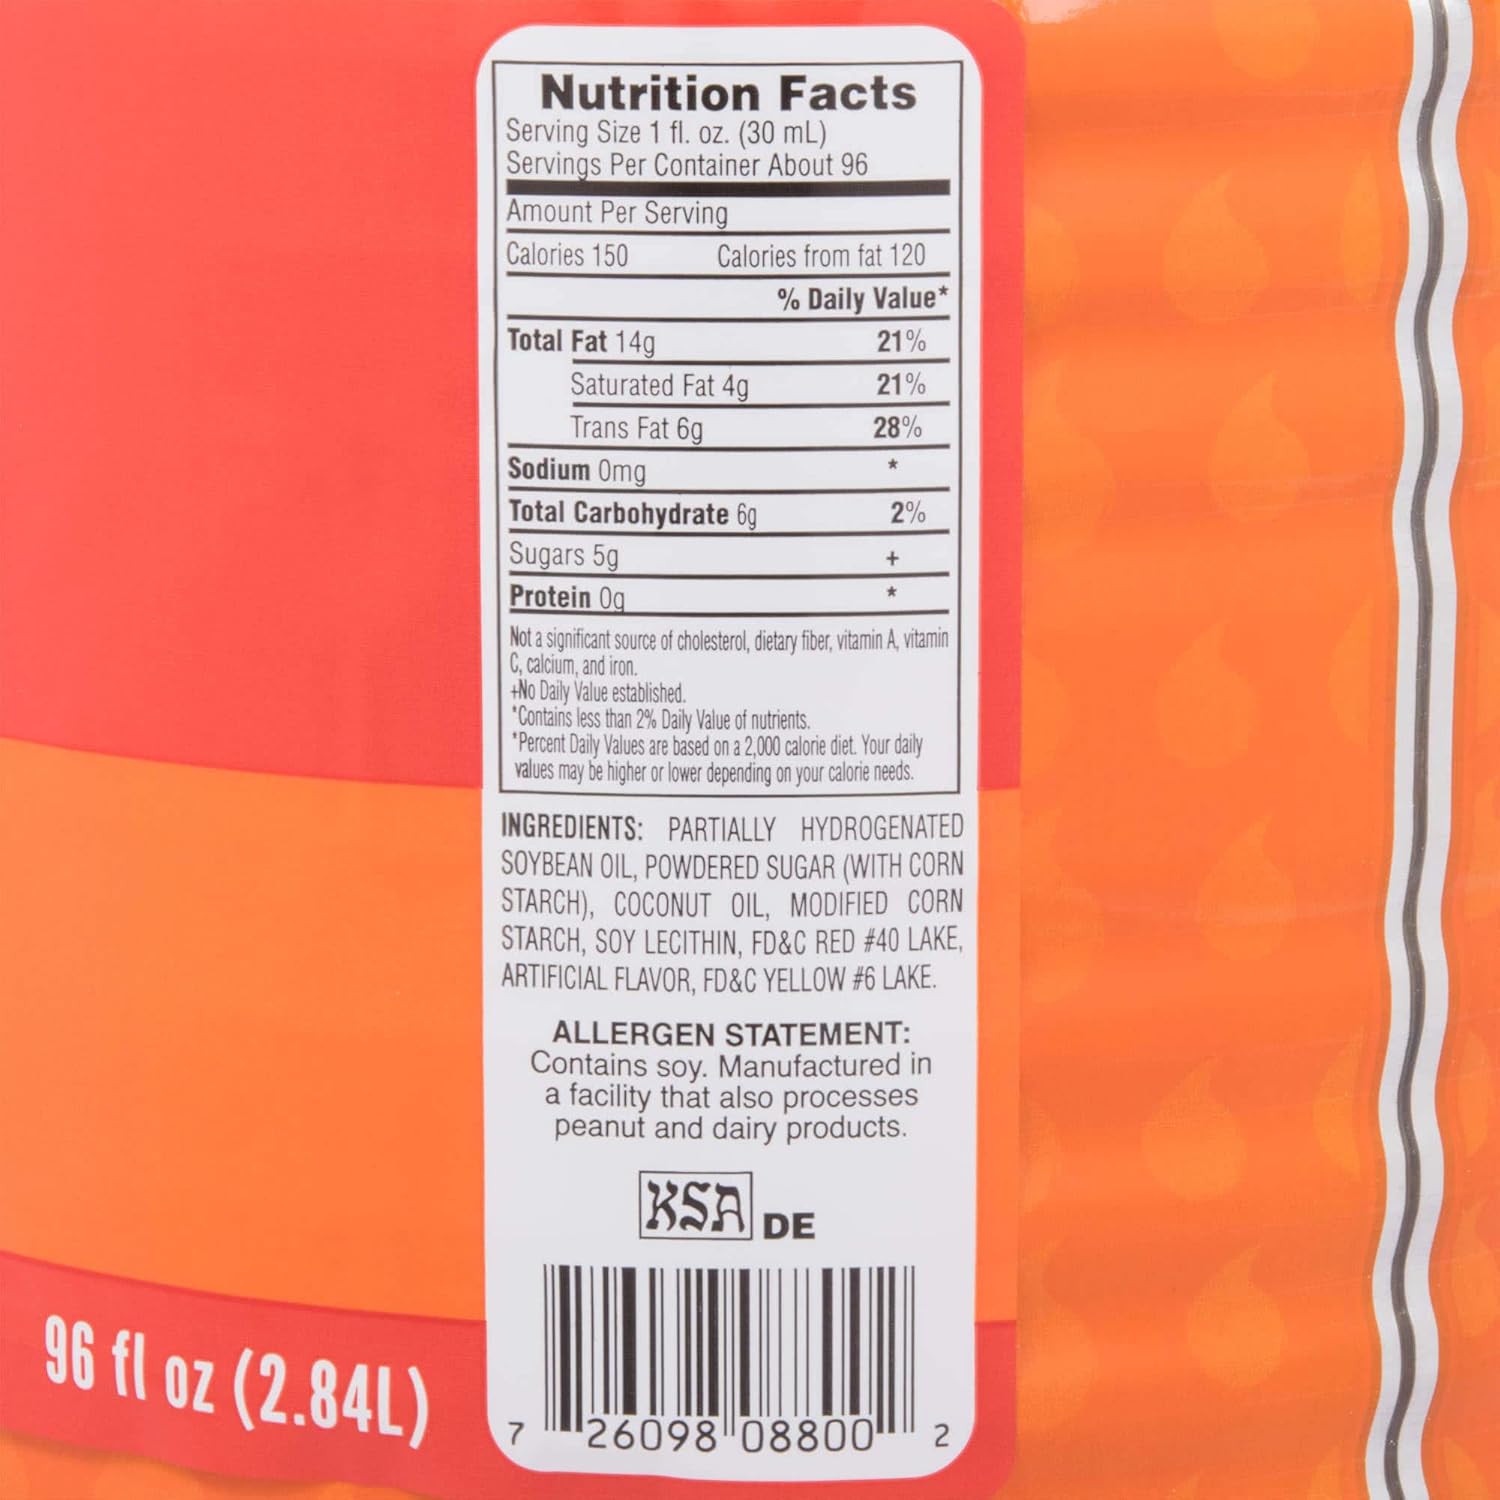 Nutrition Facts
Serving Size 1 fl. oz. (30 mL)
Servings Per Container About 96
Amount Per Serving
Calories 150 Calories from fat 120
% Daily Value*
Total Fat 14g 21%
Saturated Fat 4g 21%
Trans Fat 6g 28%
Sodium 0mg *
Total Carbohydrate 6g 2%
Sugars 5g +
Protein 0g *
Not a significant source of cholesterol, dietary fiber, vitamin A, vitamin
C, calcium, and iron.
+No Daily Value established.
*Contains less than 2% Daily Value of nutrients.
*Percent Daily Values are based on a 2,000 calorie diet. Your daily
values may be higher or lower depending on your calorie needs.
INGREDIENTS: PARTIALLY HYDROGENATED
SOYBEAN OIL, POWDERED SUGAR (WITH CORN
STARCH), COCONUT OIL, MODIFIED CORN
STARCH, SOY LECITHIN, FD&C RED #40 LAKE,
ARTIFICIAL FLAVOR, FD&C YELLOW #6 LAKE.
ALLERGEN STATEMENT:
Contains soy. Manufactured in
a facility that also processes
peanut and dairy products.
KSA DE
7 26098 08800 2
96 fl oz (2.84L)